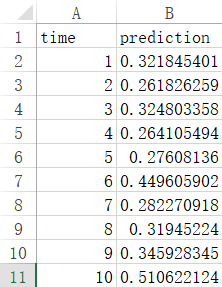 A B
1 time prediction
2 1 0.321845401
3 2 0.261826259
4 3 0.324803358
5 4 0.264105494
6 5 0.27608136
7 6 0.449605902
8 7 0.282270918
9 8 0.31945224
10 9 0.345928345
11 10 0.510622124